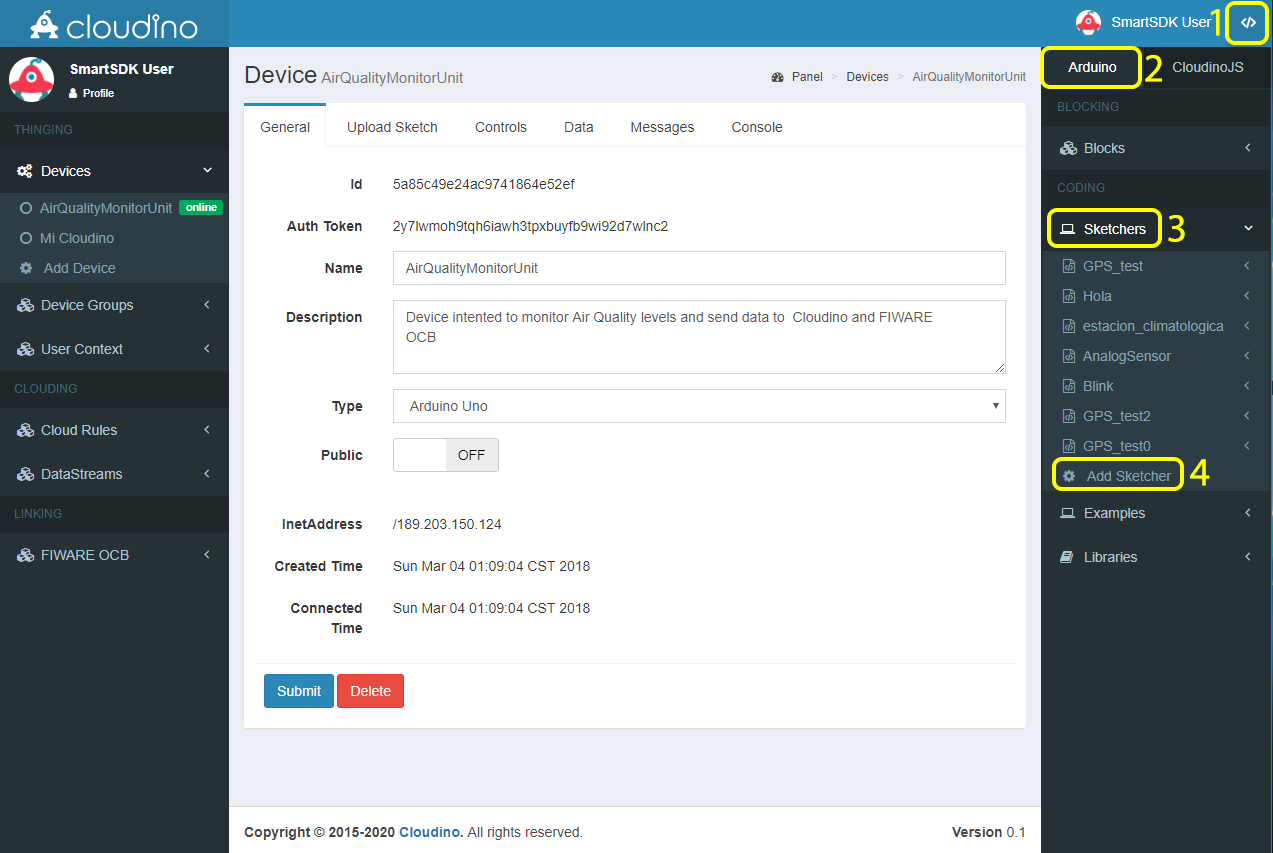 cloudino
SmartSDK User
1
</>
SmartSDK User
Profile
THINGING
Devices
AirQualityMonitorUnit online
Mi Cloudino
Add Device
Device Groups
User Context
CLOUDING
Cloud Rules
DataStreams
LINKING
FIWARE OCB
Device AirQualityMonitorUnit
Panel > Devices > AirQualityMonitorUnit
General Upload Sketch Controls Data Messages Console
Id 5a85c49e24ac9741864e52ef
Auth Token 2y7lwmoh9tqh6iawh3tpxbuyfb9wi92d7wlnc2
Name AirQualityMonitorUnit
Description Device intented to monitor Air Quality levels and send data to Cloudino and FIWARE
OCB
Type Arduino Uno
Public OFF
InetAddress /189.203.150.124
Created Time Sun Mar 04 01:09:04 CST 2018
Connected Sun Mar 04 01:09:04 CST 2018
Time
Submit Delete
Copyright © 2015-2020 Cloudino. All rights reserved.
Version 0.1
Arduino 2 CloudinoJS
BLOCKING
Blocks
CODING
Sketchers 3
GPS_test
Hola
estacion_climatologica
AnalogSensor
Blink
GPS_test2
GPS_test0
Add Sketcher 4
Examples
Libraries